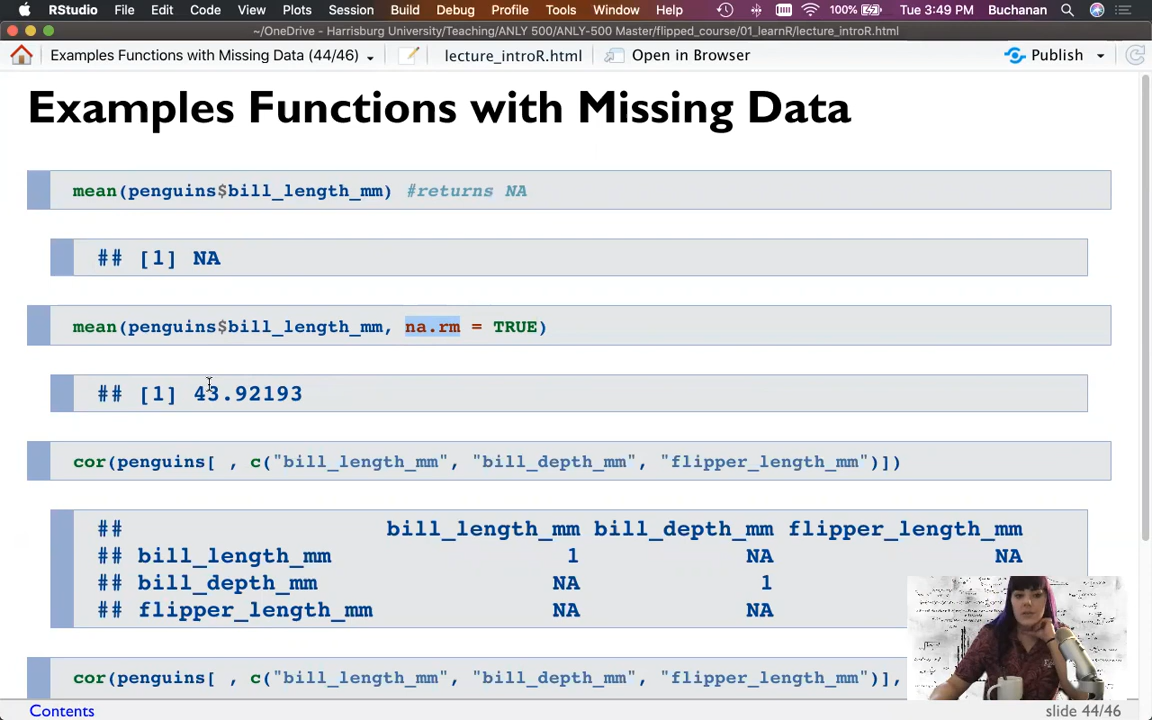 RStudio File Edit Code View Plots Session Build Debug Profile Tools Window Help 100% Tue 3:49 PM Buchanan
~/OneDrive - Harrisburg University/Teaching/ANLY 500/ANLY-500 Master/flipped_course/01_learnR/lecture_introR.html
Examples Functions with Missing Data (44/46) lecture_introR.html Open in Browser Publish
Examples Functions with Missing Data
mean(penguins$bill_length_mm) #returns NA
## [1] NA
mean(penguins$bill_length_mm, na.rm = TRUE)
## [1] 43.92193
cor(penguins[ , c("bill_length_mm", "bill_depth_mm", "flipper_length_mm")])
## bill_length_mm bill_depth_mm flipper_length_mm
## bill_length_mm 1 NA NA
## bill_depth_mm NA 1
## flipper_length_mm NA NA
cor(penguins[ , c("bill_length_mm", "bill_depth_mm", "flipper_length_mm")],
Contents slide 44/46